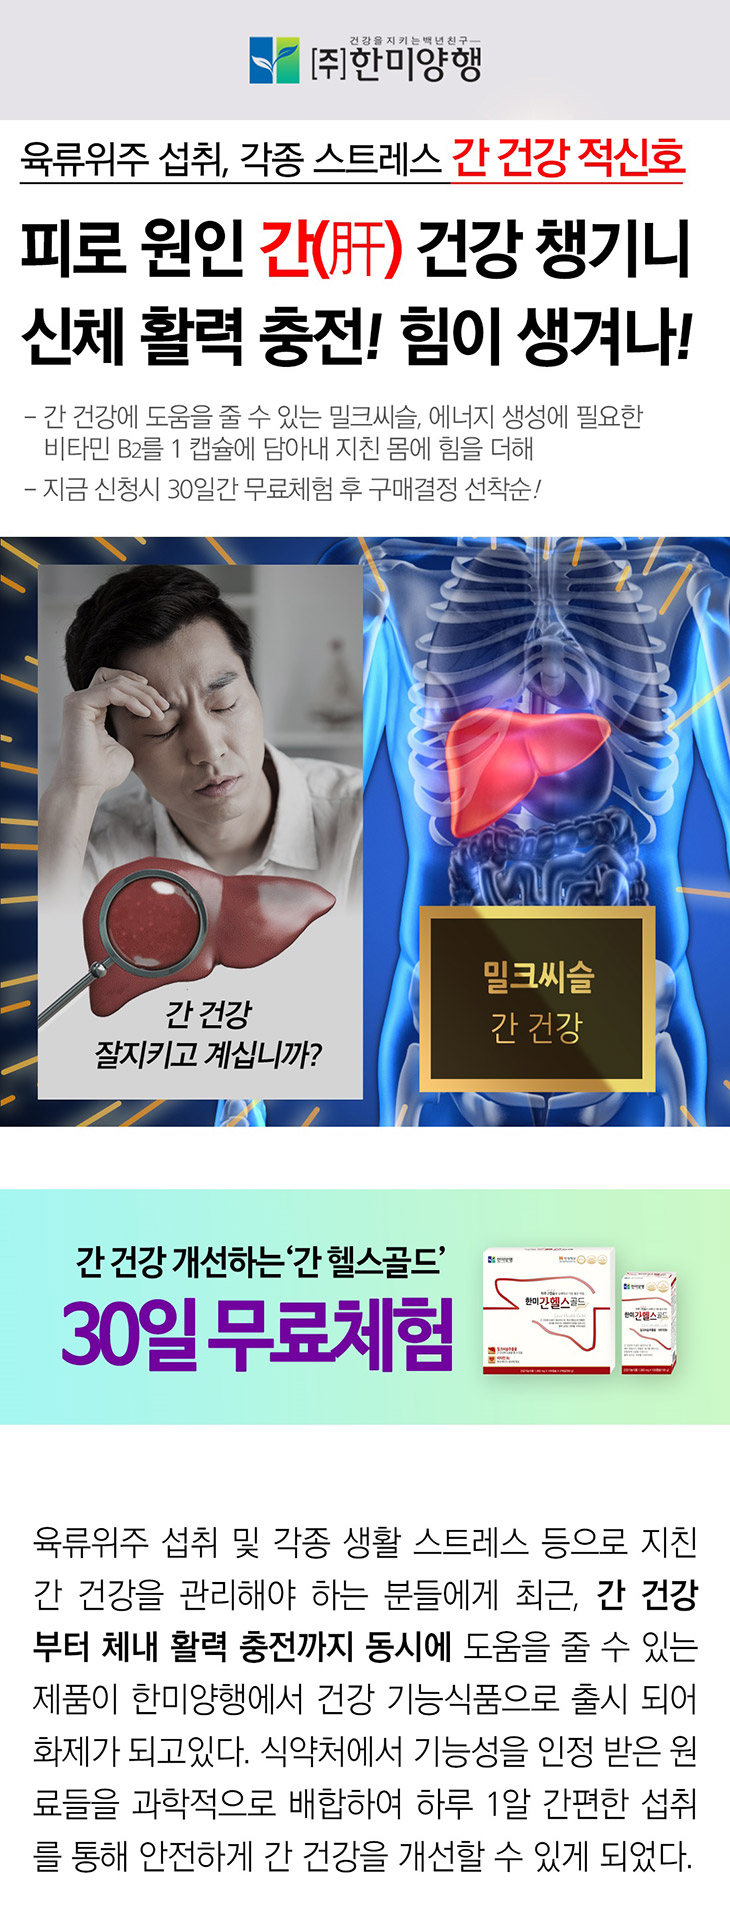 건강을지키는백년친구
[주]한미양행
육류위주 섭취, 각종 스트레스 간 건강 적신호
피로 원인 간(肝) 건강 챙기니
신체 활력 충전! 힘이 생겨나!
- 간 건강에 도움을 줄 수 있는 밀크씨슬, 에너지 생성에 필요한
비타민 B2를 1 캡슐에 담아내 지친 몸에 힘을 더해
- 지금 신청시 30일간 무료체험 후 구매결정 선착순!
간 건강
잘지키고 계십니까?
밀크씨슬
간 건강
간 건강 개선하는‘간 헬스골드’
30일 무료체험
한미양행
한미간헬스골드
한미간헬스골드
육류위주 섭취 및 각종 생활 스트레스 등으로 지친
간 건강을 관리해야 하는 분들에게 최근, 간 건강
부터 체내 활력 충전까지 동시에 도움을 줄 수 있는
제품이 한미양행에서 건강 기능식품으로 출시 되어
화제가 되고있다. 식약처에서 기능성을 인정 받은 원
료들을 과학적으로 배합하여 하루 1알 간편한 섭취
를 통해 안전하게 간 건강을 개선할 수 있게 되었다.